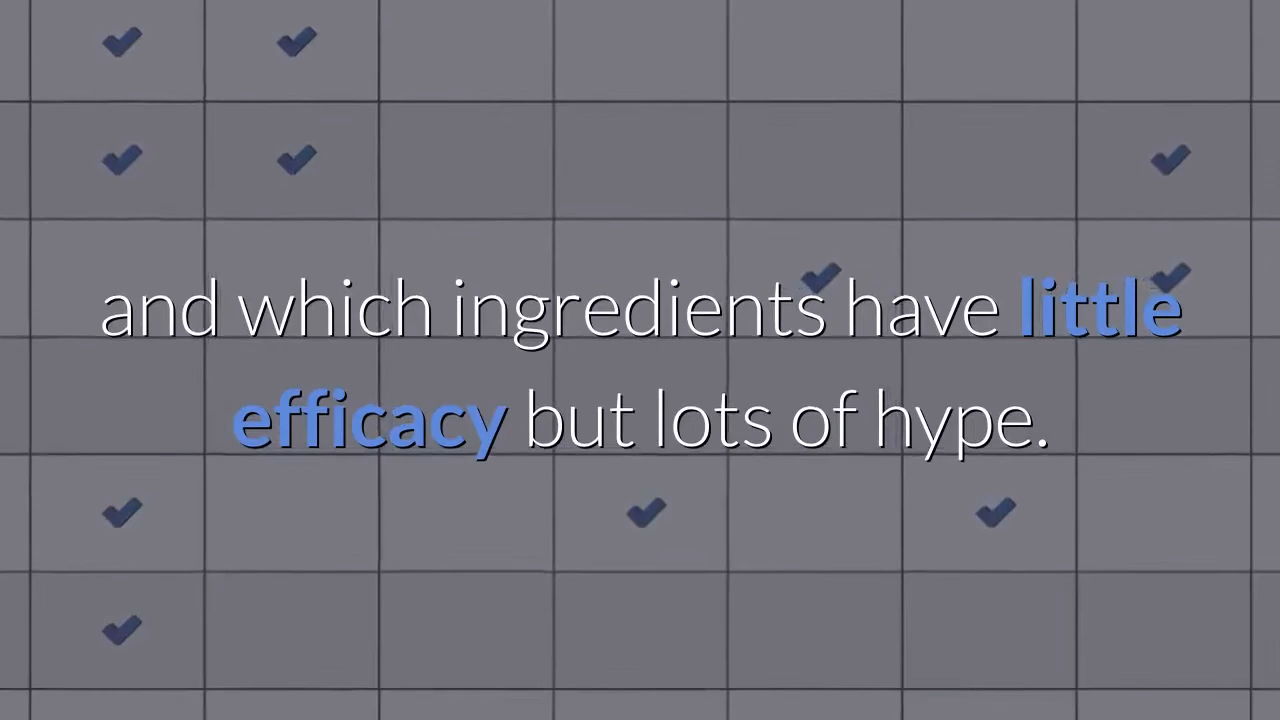 and which ingredients have little
efficacy but lots of hype.